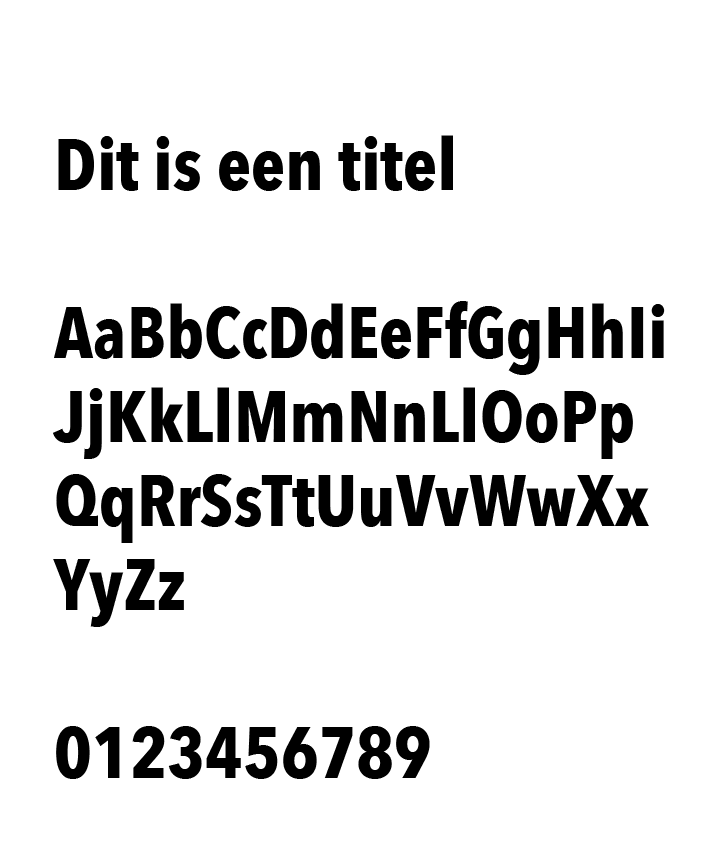 Dit is een titel
AaBbCcDdEeFfGgHhIi
JjKkLlMmNnLlOoPp
QqRrSsTtUuVvWwXx
YyZz
0123456789